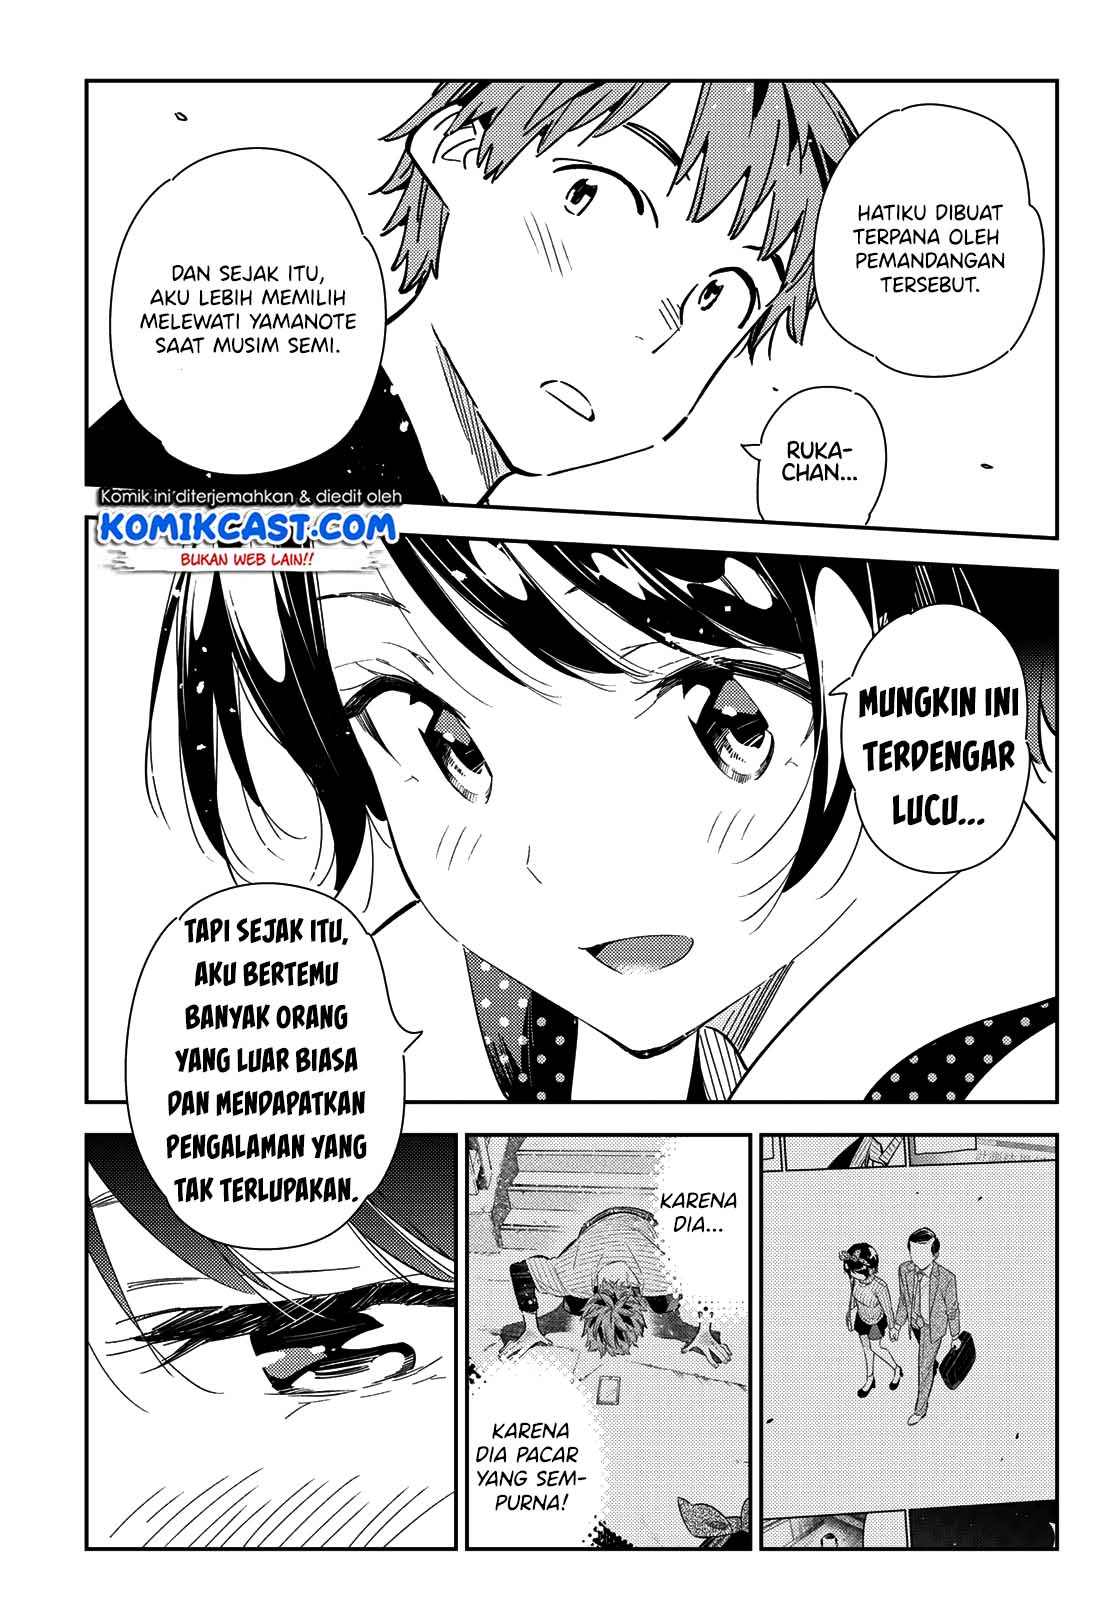 HATIKU DIBUAT
TERPANA OLEH
PEMANDANGAN
TERSEBUT.
DAN SEJAK ITU,
AKU LEBIH MEMILIH
MELEWATI YAMANOTE
SAAT MUSIM SEMI.
RUKA-
CHAN...
Komik ini diterjemahkan & diedit oleh
KOMIKCAST.COM
BUKAN WEB LAIN!!
MUNGKIN INI
TERDENGAR
LUCU...
TAPI SEJAK ITU,
AKU BERTEMU
BANYAK ORANG
YANG LUAR BIASA
DAN MENDAPATKAN
PENGALAMAN YANG
TAK TERLUPAKAN.
KARENA
DIA...
KARENA
DIA PACAR
YANG SEM-
PURNA!